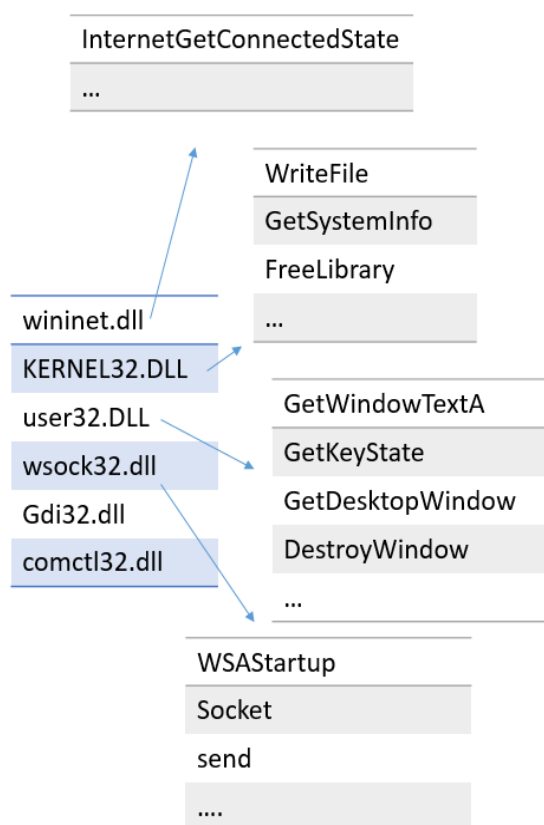 InternetGetConnectedState
...
WriteFile
GetSystemInfo
FreeLibrary
...
wininet.dll
KERNEL32.DLL
user32.DLL
wsock32.dll
Gdi32.dll
comctl32.dll
GetWindowTextA
GetKeyState
GetDesktopWindow
DestroyWindow
...
WSAStartup
Socket
send
....